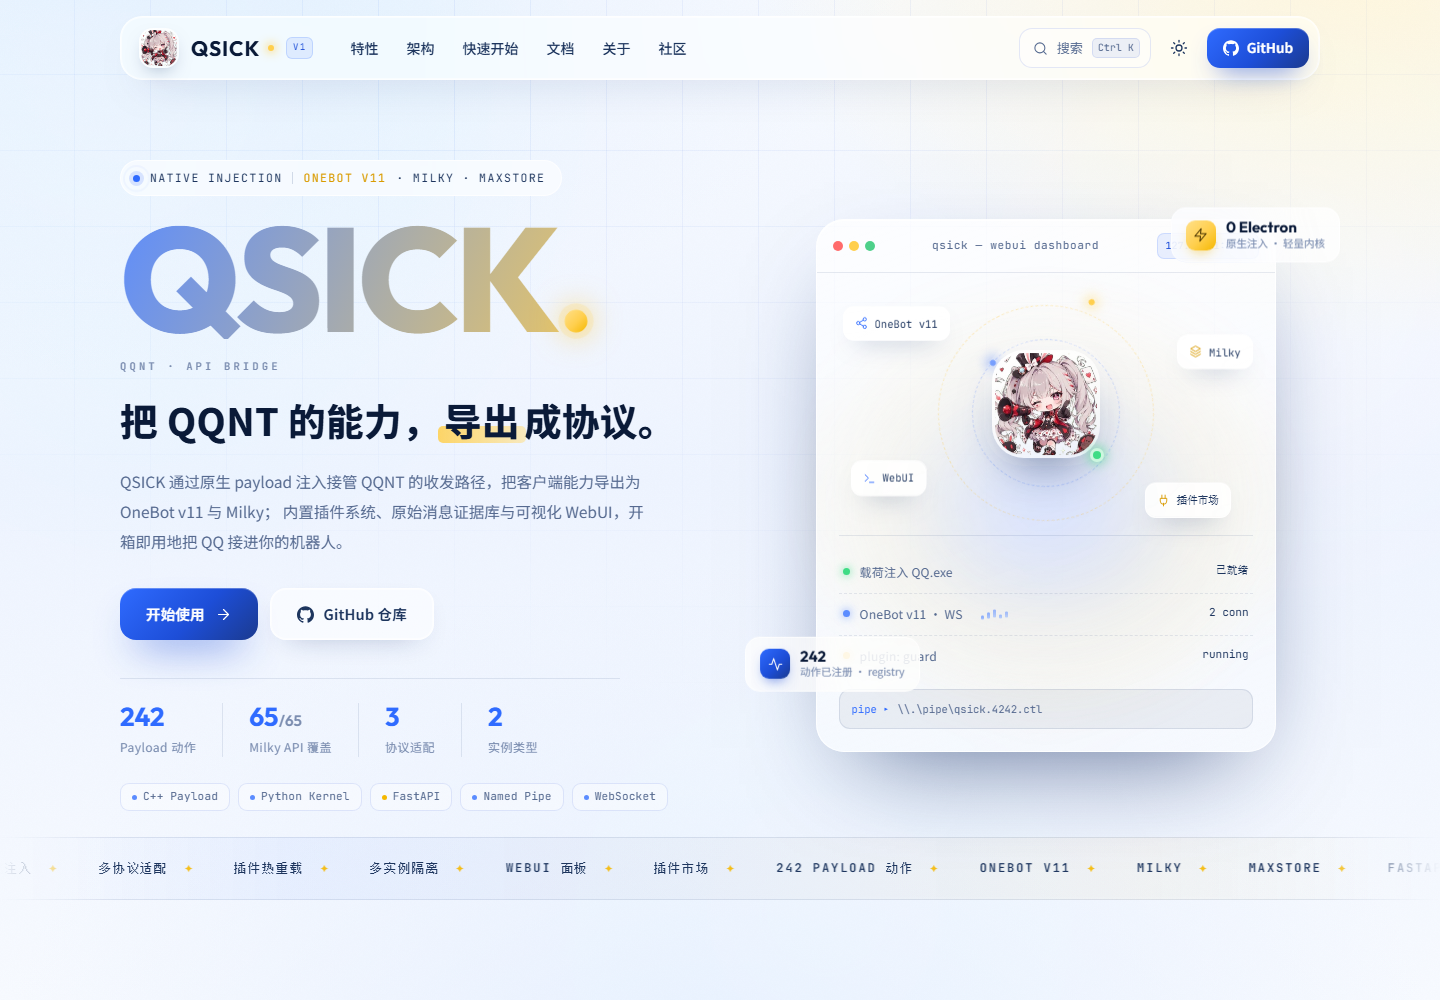 QSICK V1 特性 架构 快速开始 文档 关于 社区 搜索 Ctrl K GitHub
NATIVE INJECTION ONEBOT V11 · MILKY · MAXSTORE
QSICK
QQNT · API BRIDGE
把 QQNT 的能力，导出成协议。
QSICK 通过原生 payload 注入接管 QQNT 的收发路径，把客户端能力导出为
OneBot v11 与 Milky； 内置插件系统、原始消息证据库与可视化 WebUI，开
箱即用地把 QQ 接进你的机器人。
开始使用 →
GitHub 仓库
242
Payload 动作
65/65
Milky API 覆盖
3
协议适配
2
实例类型
C++ Payload
Python Kernel
FastAPI
Named Pipe
WebSocket
qsick — webui dashboard
1
0 Electron
原生注入 · 轻量内核
OneBot v11
Milky
WebUI
插件市场
载荷注入 QQ.exe 已就绪
OneBot v11 · WS 2 conn
plugin: guard running
242
动作已注册 · registry
pipe ▸ \\.\pipe\qsick.4242.ctl
注入 ✦ 多协议适配 ✦ 插件热重载 ✦ 多实例隔离 ✦ WEBUI 面板 ✦ 插件市场 ✦ 242 PAYLOAD 动作 ✦ ONEBOT V11 ✦ MILKY ✦ MAXSTORE ✦ FASTA